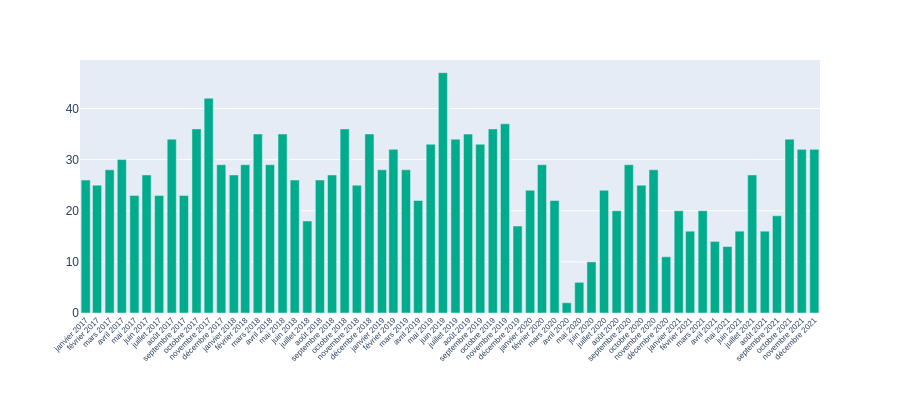 40
30
20
10
0
janvier 2017
février 2017
mars 2017
avril 2017
mai 2017
juin 2017
juillet 2017
août 2017
septembre 2017
octobre 2017
novembre 2017
décembre 2017
janvier 2018
février 2018
mars 2018
avril 2018
mai 2018
juin 2018
juillet 2018
août 2018
septembre 2018
octobre 2018
novembre 2018
décembre 2018
janvier 2019
février 2019
mars 2019
avril 2019
mai 2019
juin 2019
juillet 2019
août 2019
septembre 2019
octobre 2019
novembre 2019
décembre 2019
janvier 2020
février 2020
mars 2020
avril 2020
mai 2020
juin 2020
juillet 2020
août 2020
septembre 2020
octobre 2020
novembre 2020
décembre 2020
janvier 2021
février 2021
mars 2021
avril 2021
mai 2021
juin 2021
juillet 2021
août 2021
septembre 2021
octobre 2021
novembre 2021
décembre 2021